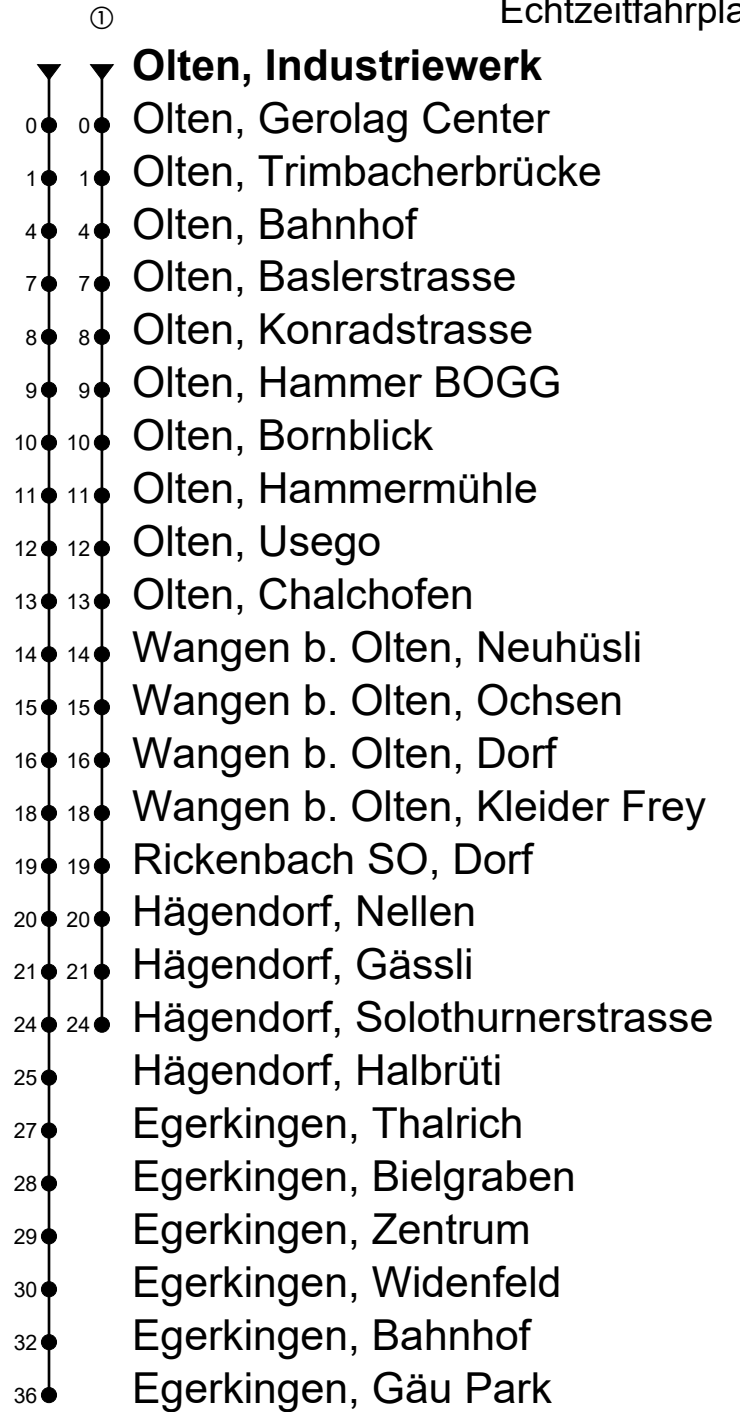 ① Echtzeitfahrpla
Olten, Industriewerk
0 0 Olten, Gerolag Center
1 1 Olten, Trimbacherbrücke
4 4 Olten, Bahnhof
7 7 Olten, Baslerstrasse
8 8 Olten, Konradstrasse
9 9 Olten, Hammer BOGG
10 10 Olten, Bornblick
11 11 Olten, Hammermühle
12 12 Olten, Usego
13 13 Olten, Chalchofen
14 14 Wangen b. Olten, Neuhüsli
15 15 Wangen b. Olten, Ochsen
16 16 Wangen b. Olten, Dorf
18 18 Wangen b. Olten, Kleider Frey
19 19 Rickenbach SO, Dorf
20 20 Hägendorf, Nellen
21 21 Hägendorf, Gässli
24 24 Hägendorf, Solothurnerstrasse
25 Hägendorf, Halbrüti
27 Egerkingen, Thalrich
28 Egerkingen, Bielgraben
29 Egerkingen, Zentrum
30 Egerkingen, Widenfeld
32 Egerkingen, Bahnhof
36 Egerkingen, Gäu Park